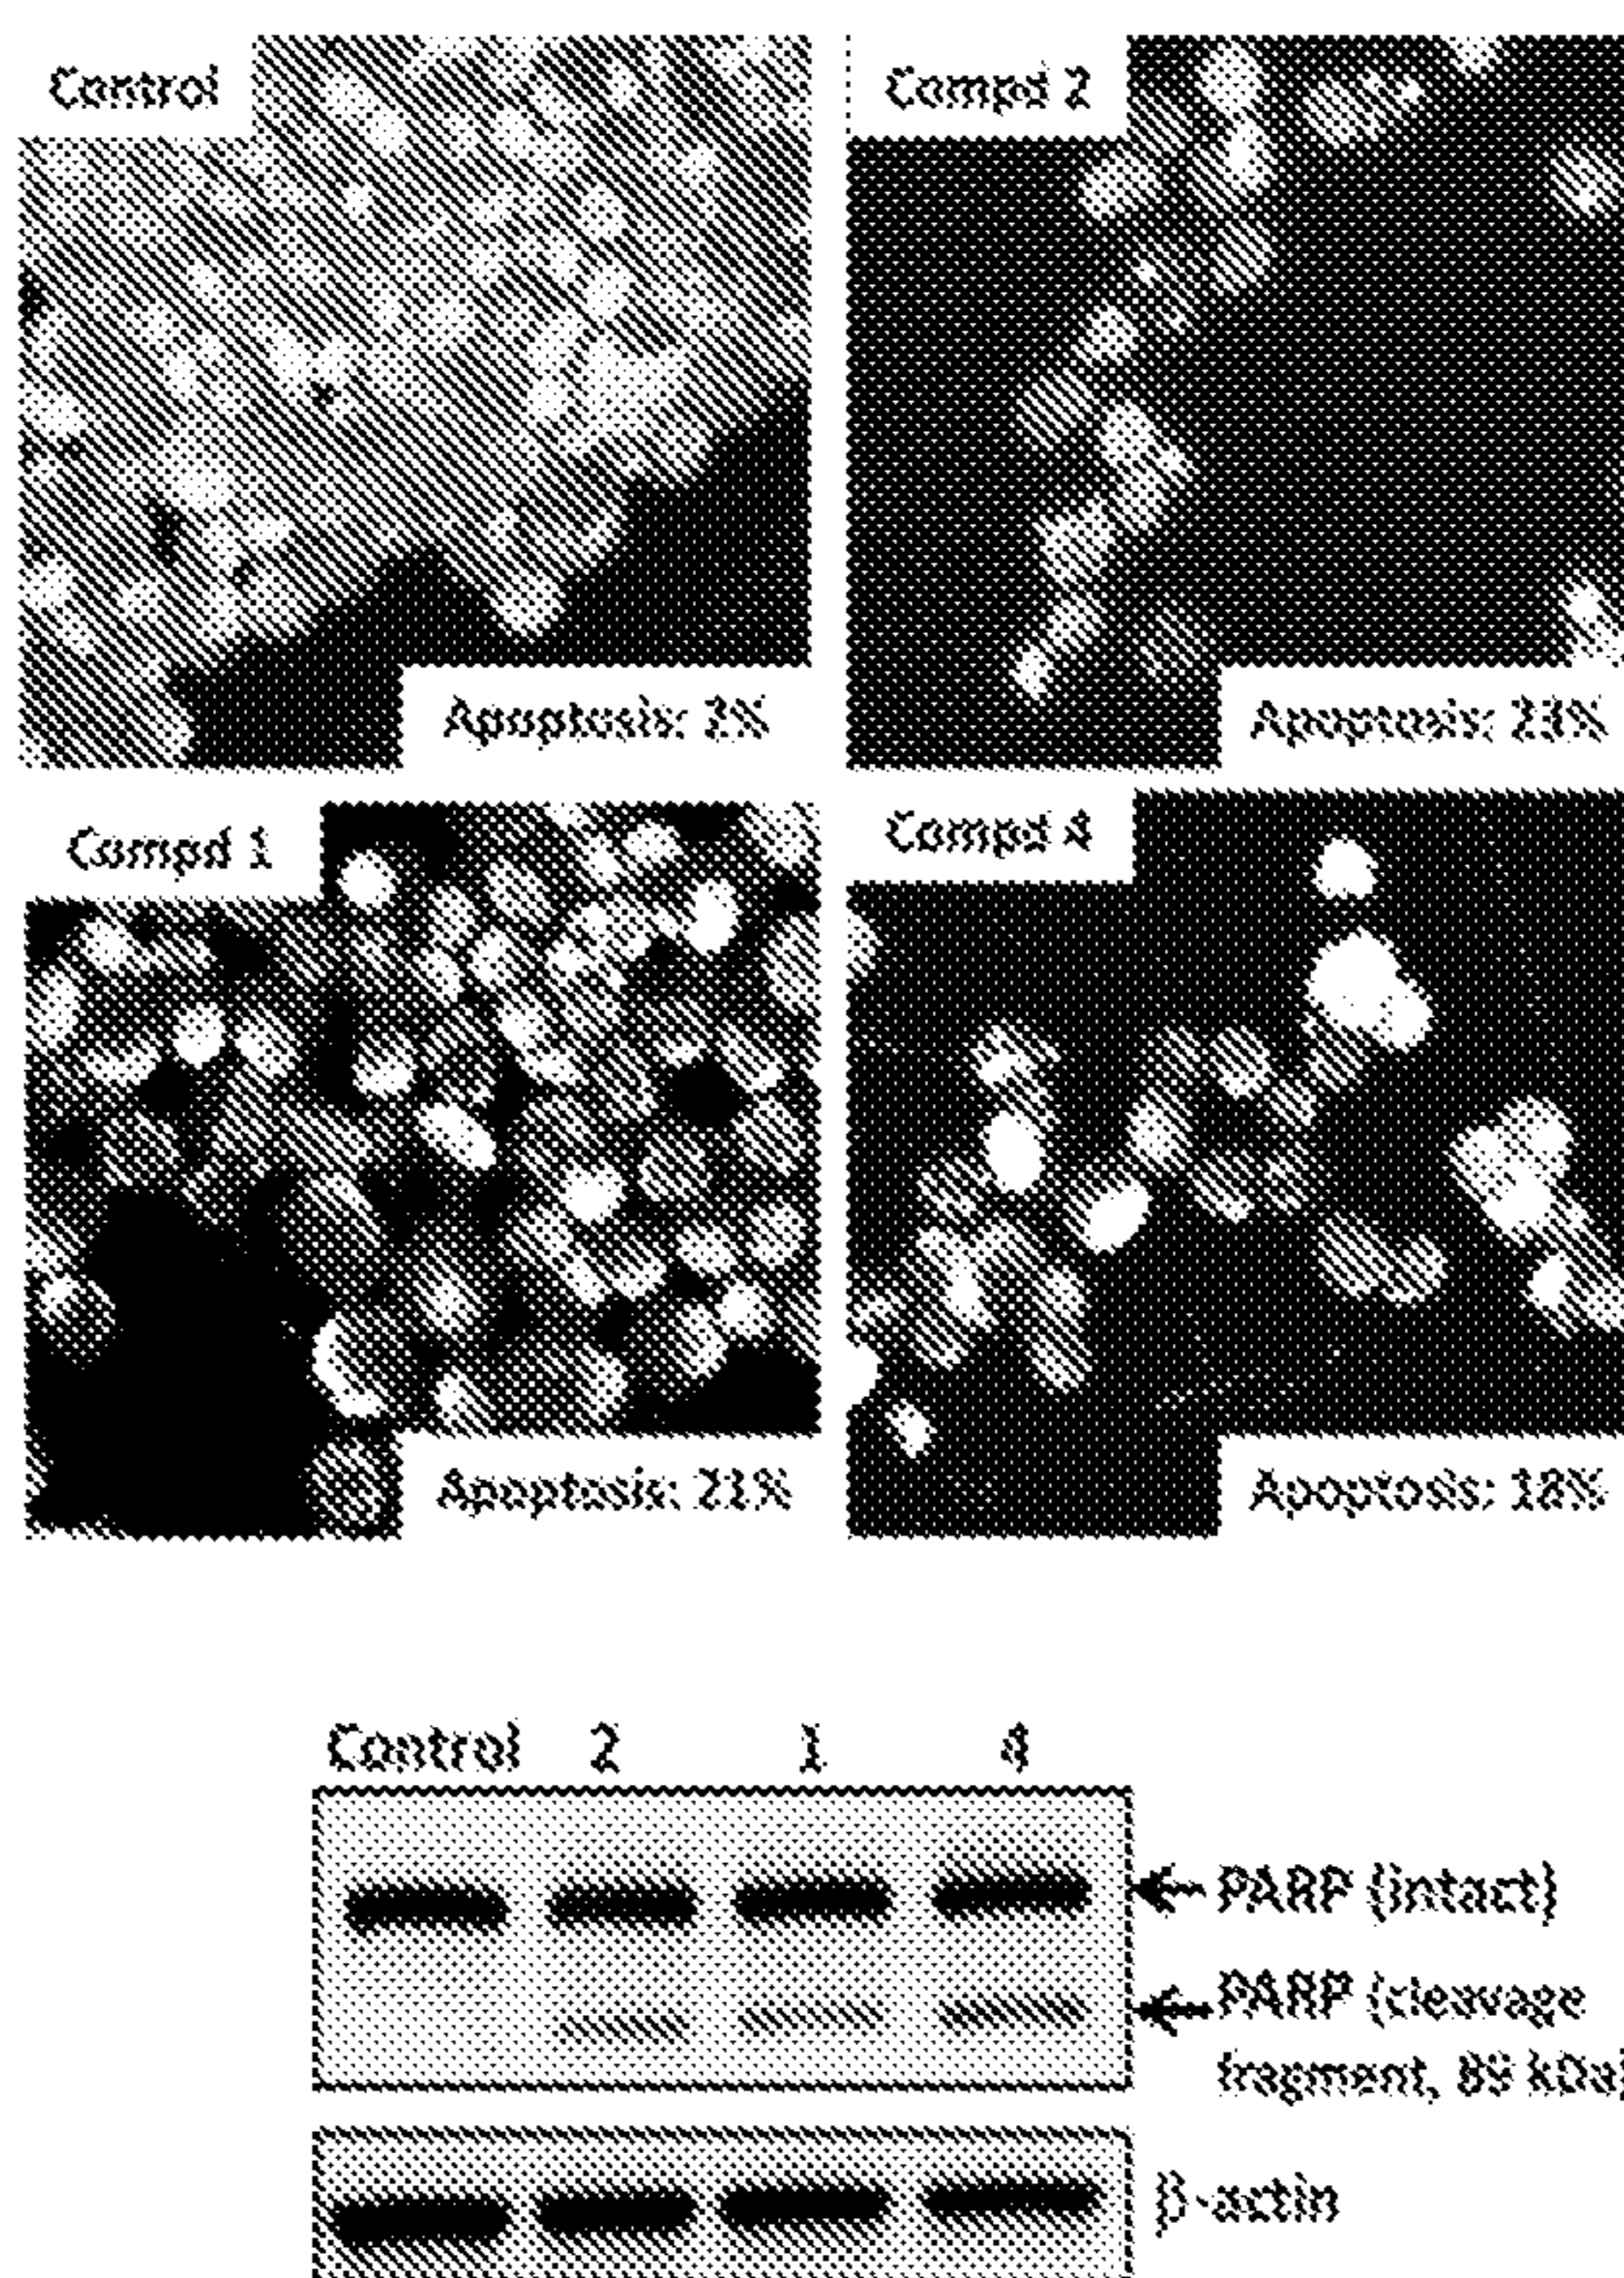 Control
Compd 2
Apoptosis: 2%
Apoptosis: 23%
Compd 1
Compd 4
Apoptosis: 21%
Apoptosis: 18%
Control 2 1 4
PARP (intact)
PARP (cleavage
fragment, 89 kDa)
β-actin